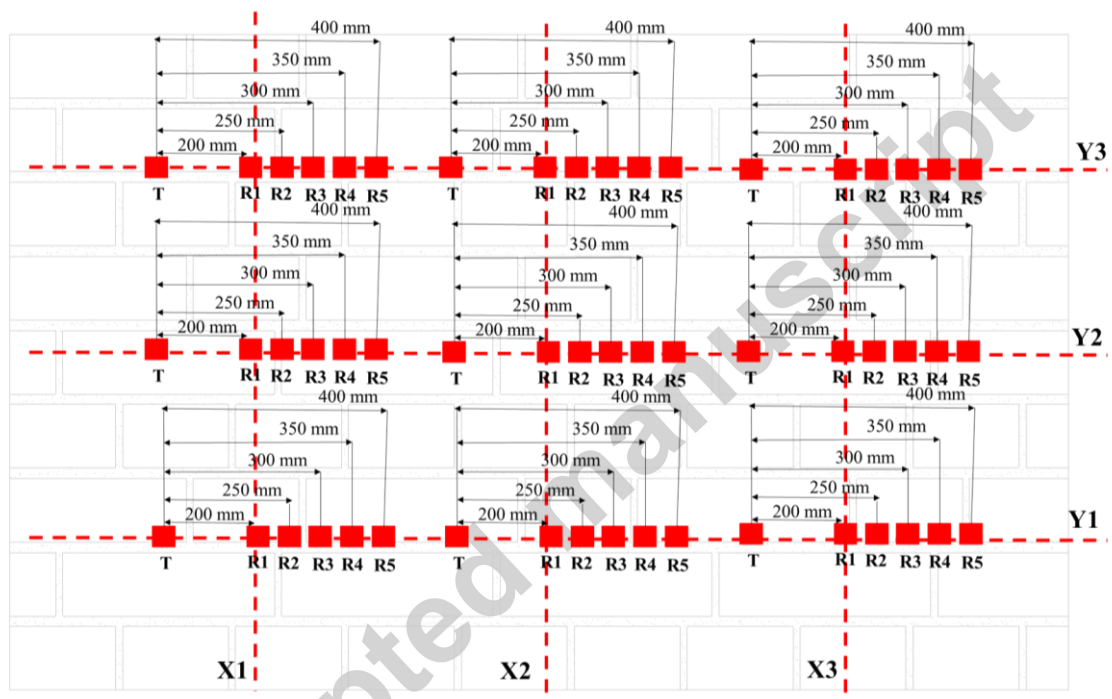 400 mm 400 mm 400 mm
350 mm 350 mm 350 mm
300 mm 300 mm 300 mm
250 mm 250 mm 250 mm
200 mm 200 mm 200 mm
Y3
T R1 R2 R3 R4 R5 T R1 R2 R3 R4 R5 T R1 R2 R3 R4 R5
400 mm 400 mm 400 mm
350 mm 350 mm 350 mm
300 mm 300 mm 300 mm
250 mm 250 mm 250 mm
200 mm 200 mm 200 mm
Y2
T R1 R2 R3 R4 R5 T R1 R2 R3 R4 R5 T R1 R2 R3 R4 R5
400 mm 400 mm 400 mm
350 mm 350 mm 350 mm
300 mm 300 mm 300 mm
250 mm 250 mm 250 mm
200 mm 200 mm 200 mm
Y1
T R1 R2 R3 R4 R5 T R1 R2 R3 R4 R5 T R1 R2 R3 R4 R5
X1 X2 X3
pted manuscript